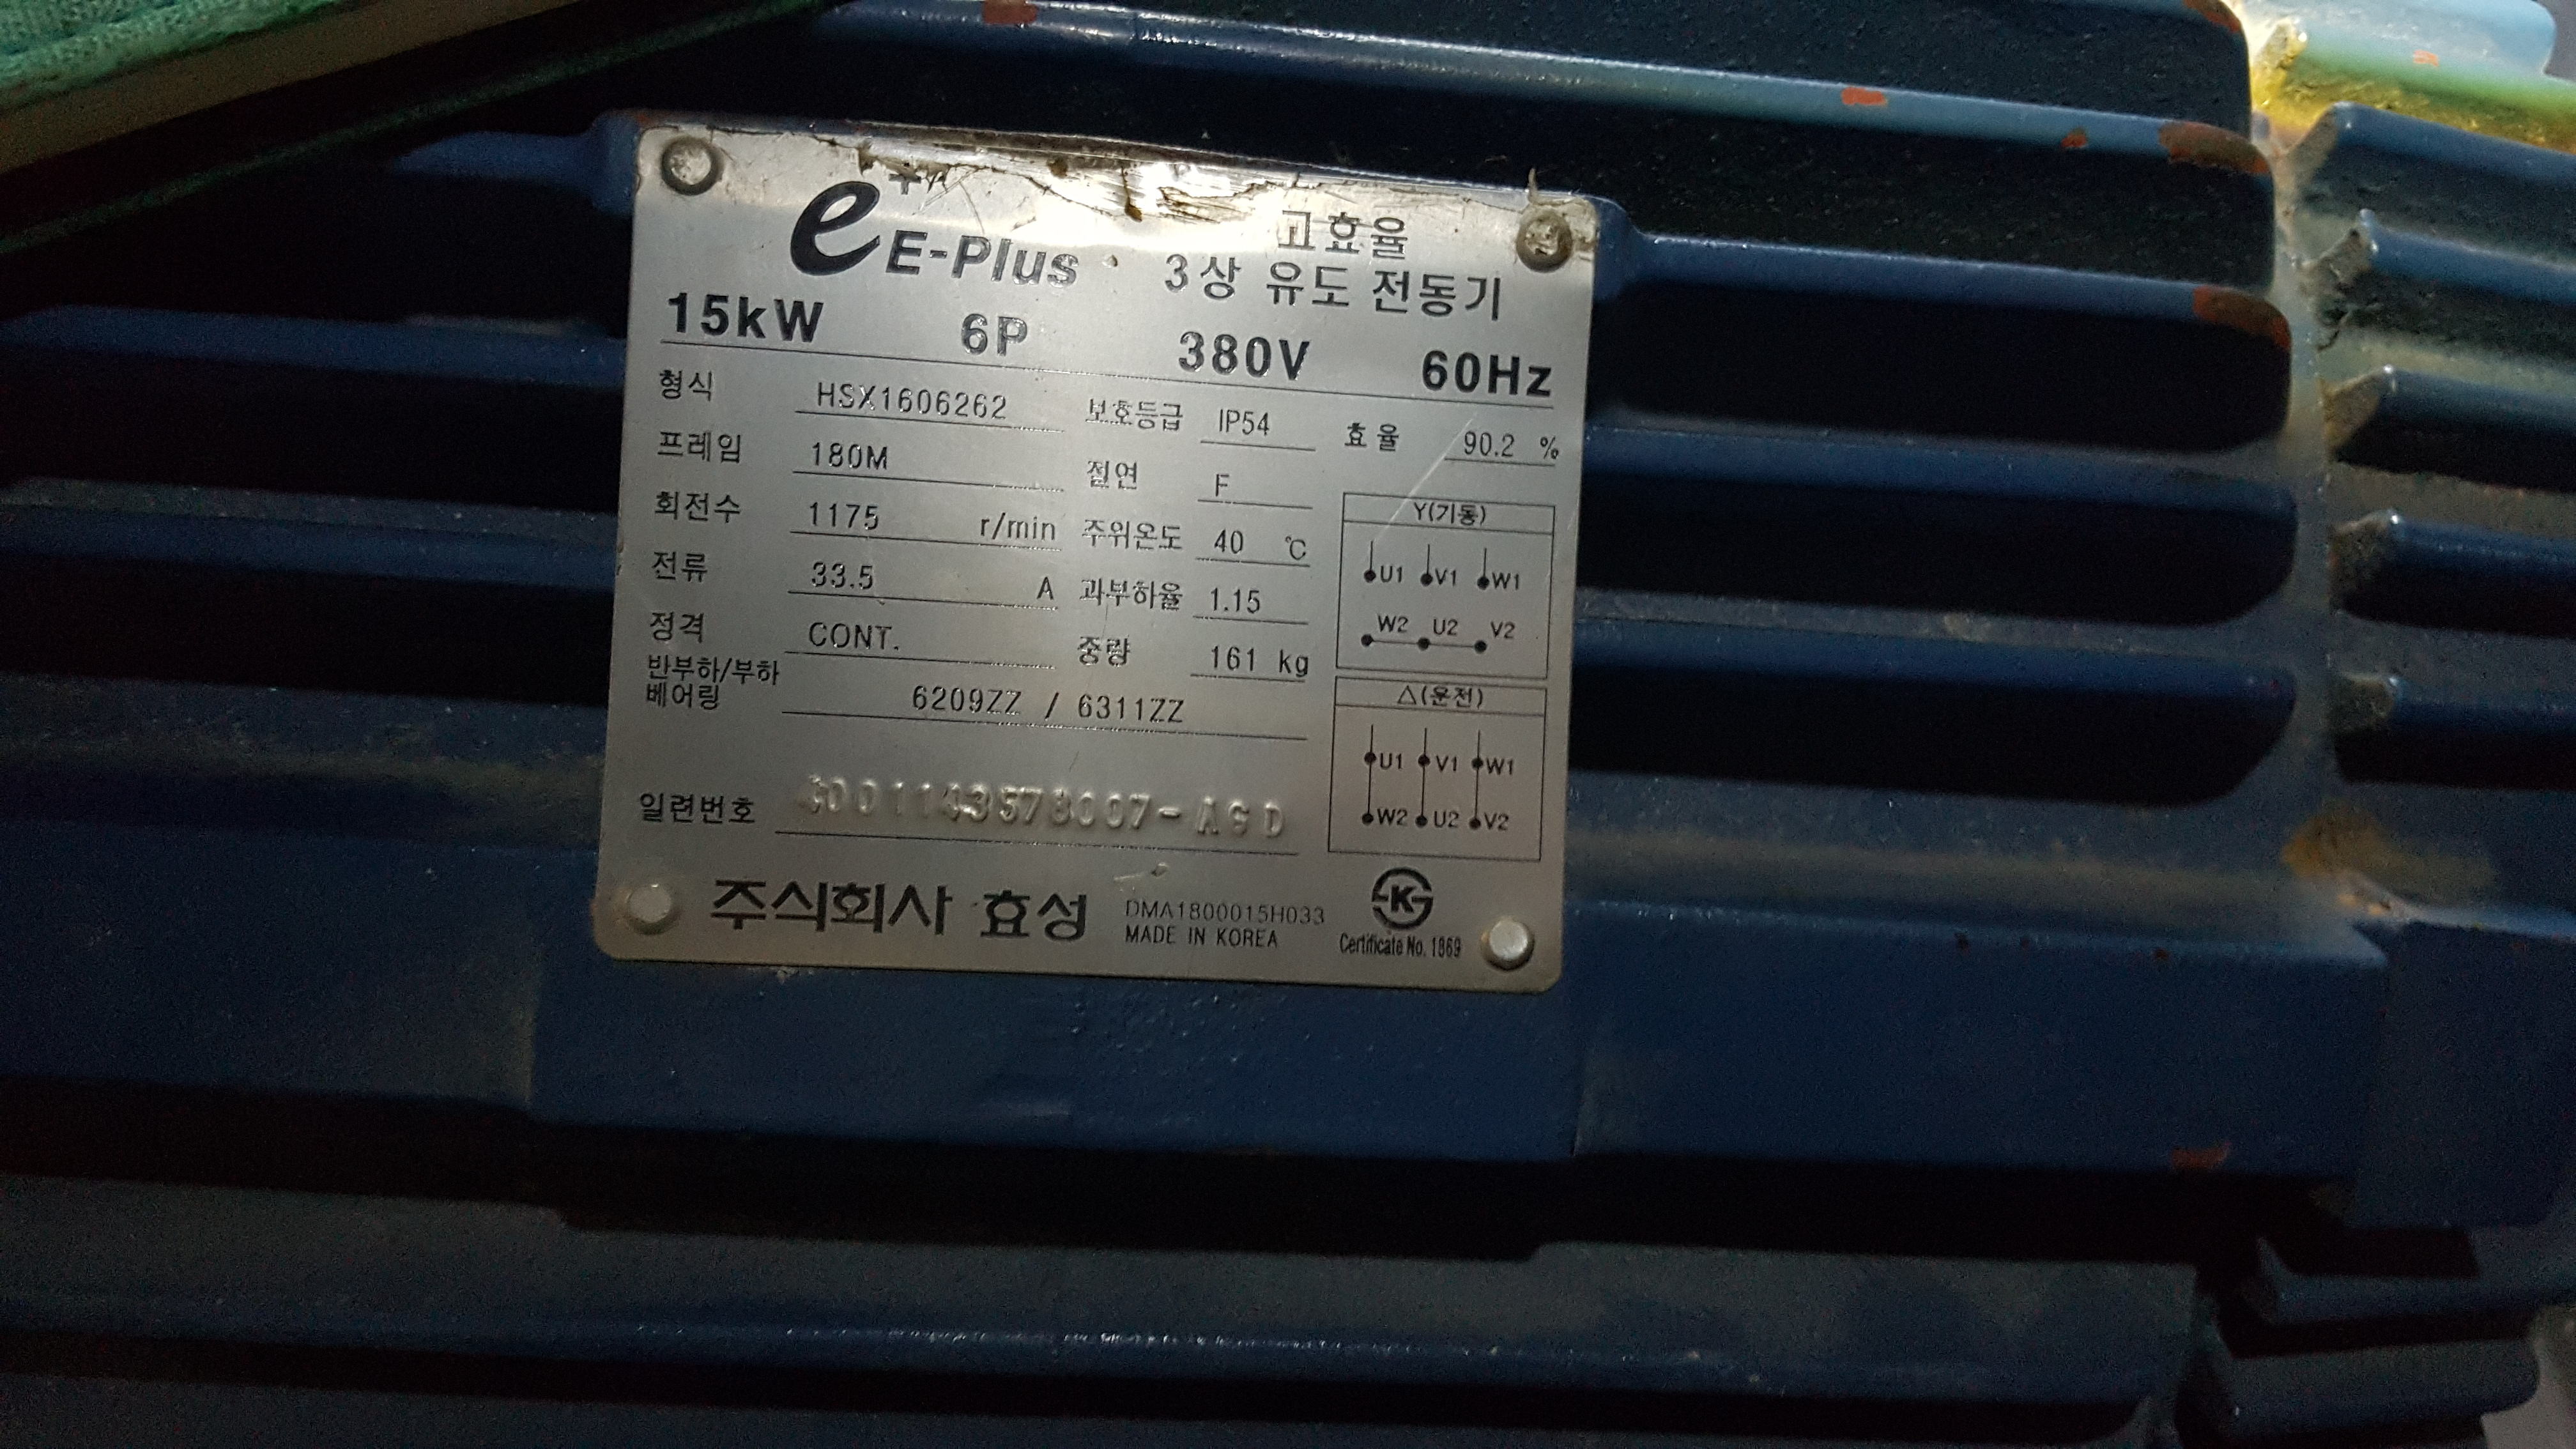 e+ E-Plus 고효율
3상 유도 전동기
15kW 6P 380V 60Hz
형식 HSX1606262 보호등급 IP54 효율 90.2 %
프레임 180M 절연 F
회전수 1175 r/min 주위온도 40 ℃
전류 33.5 A 과부하율 1.15
정격 CONT. 중량 161 kg
반부하/부하
베어링 6209ZZ / 6311ZZ
Y(기동)
U1 V1 W1
W2 U2 V2
△(운전)
U1 V1 W1
W2 U2 V2
일련번호
주식회사 효성
DMA1800015H033
MADE IN KOREA
K
Certificate No. 1869